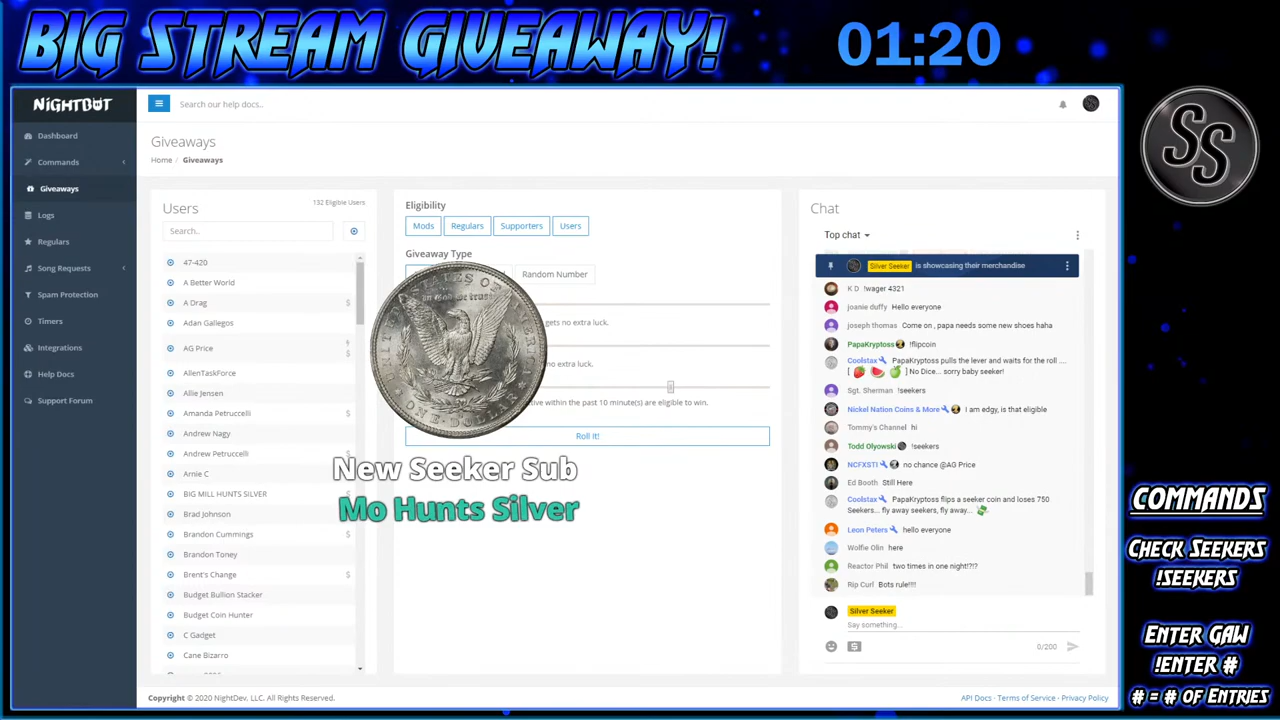 BIG STREAM GIVEAWAY!
01:20
NIGHTBOT
Search our help docs..
Dashboard
Commands
Giveaways
Logs
Regulars
Song Requests
Spam Protection
Timers
Integrations
Help Docs
Support Forum
Giveaways
Home / Giveaways
Users
132 Eligible Users
Search..
47-420
A Better World
A Drag
$
Adan Gallegos
AG Price
$
AllenTaskForce
Allie Jensen
Amanda Petruccelli
$
Andrew Nagy
Andrew Petruccelli
$
Arnie C
BIG MILL HUNTS SILVER
Brad Johnson
Brandon Cummings
$
Brandon Toney
Brent's Change
$
Budget Bullion Stacker
Budget Coin Hunter
C Gadget
Cane Bizarro
Eligibility
Mods
Regulars
Supporters
Users
Giveaway Type
Random Number
gets no extra luck.
no extra luck.
within the past 10 minute(s) are eligible to win.
Roll It!
New Seeker Sub
Mo Hunts Silver
Chat
Top chat
Silver Seeker is showcasing their merchandise
K D !wager 4321
joanie duffy Hello everyone
joseph thomas Come on , papa needs some new shoes haha
PapaKryptoss !flipcoin
Coolstax PapaKryptoss pulls the lever and waits for the roll ....
[ ] No Dice... sorry baby seeker!
Sgt. Sherman !seekers
Nickel Nation Coins & More I am edgy, is that eligible
Tommy's Channel hi
Todd Olyowski !seekers
NCFXSTI no chance @AG Price
Ed Booth Still Here
Coolstax PapaKryptoss flips a seeker coin and loses 750
Seekers... fly away seekers, fly away...
Leon Peters hello everyone
Wolfie Olin here
Reactor Phil two times in one night!?!?
Rip Curl Bots rule!!!!
Silver Seeker
Say something...
0/200
Copyright © 2020 NightDev, LLC. All Rights Reserved.
API Docs · Terms of Service · Privacy Policy
SS
COMMANDS
CHECK SEEKERS
!SEEKERS
ENTER GAW
!ENTER #
# = # OF ENTRIES